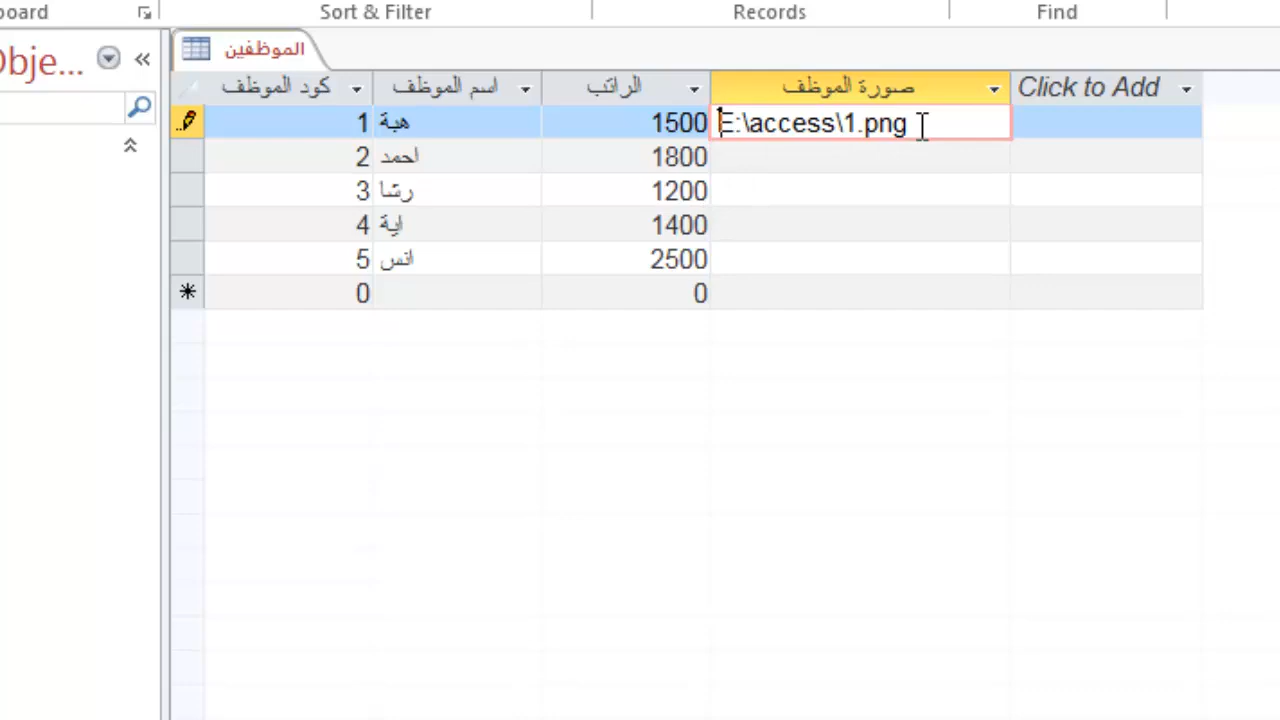 board Sort & Filter Records Find
Obje... « الموظفين
كود الموظف اسم الموظف الراتب صورة الموظف Click to Add
1 هبة 1500 E:\access\1.png
2 احمد 1800
3 رشا 1200
4 اية 1400
5 انس 2500
0 0